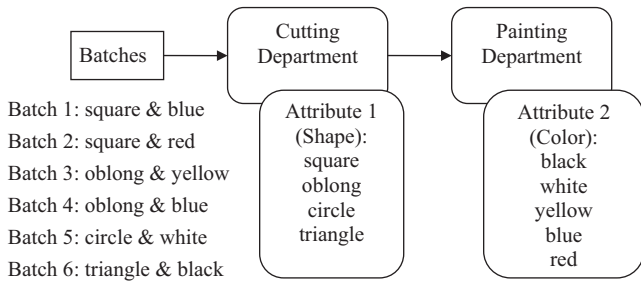 Batches
Cutting
Department
Painting
Department
Batch 1: square & blue
Batch 2: square & red
Batch 3: oblong & yellow
Batch 4: oblong & blue
Batch 5: circle & white
Batch 6: triangle & black
Attribute 1
(Shape):
square
oblong
circle
triangle
Attribute 2
(Color):
black
white
yellow
blue
red